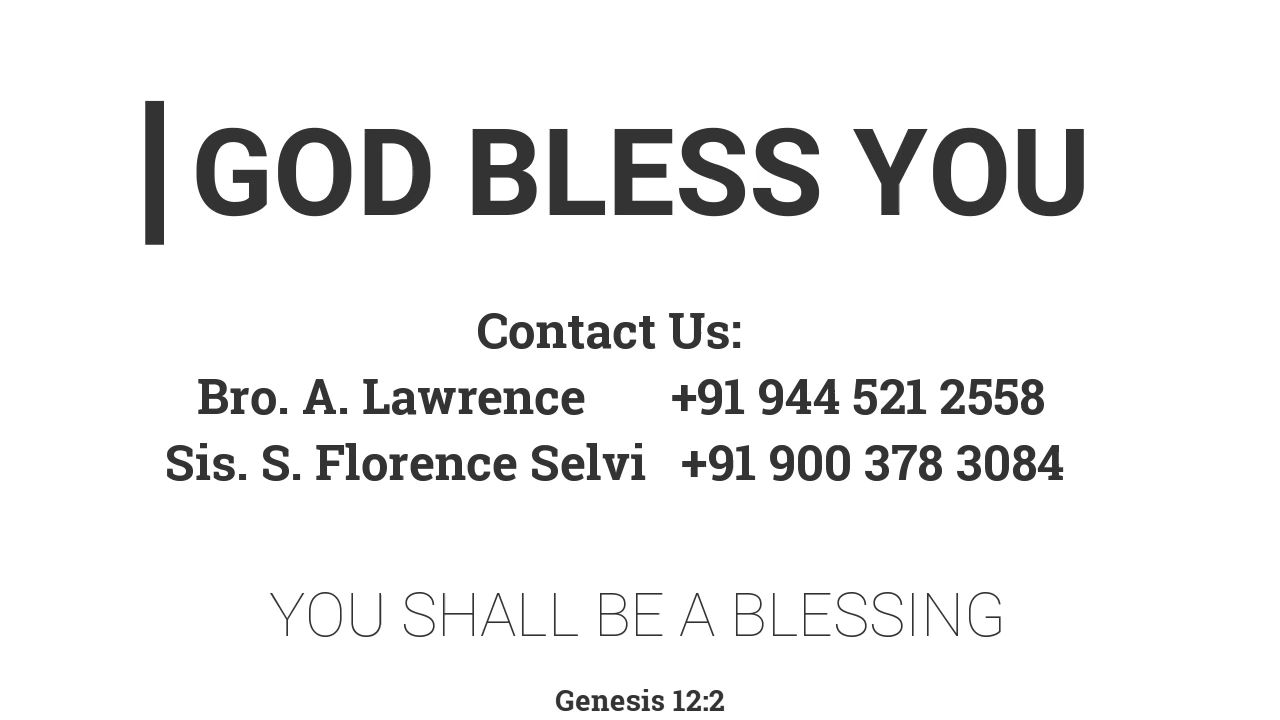 GOD BLESS YOU
Contact Us:
Bro. A. Lawrence +91 944 521 2558
Sis. S. Florence Selvi +91 900 378 3084
YOU SHALL BE A BLESSING
Genesis 12:2